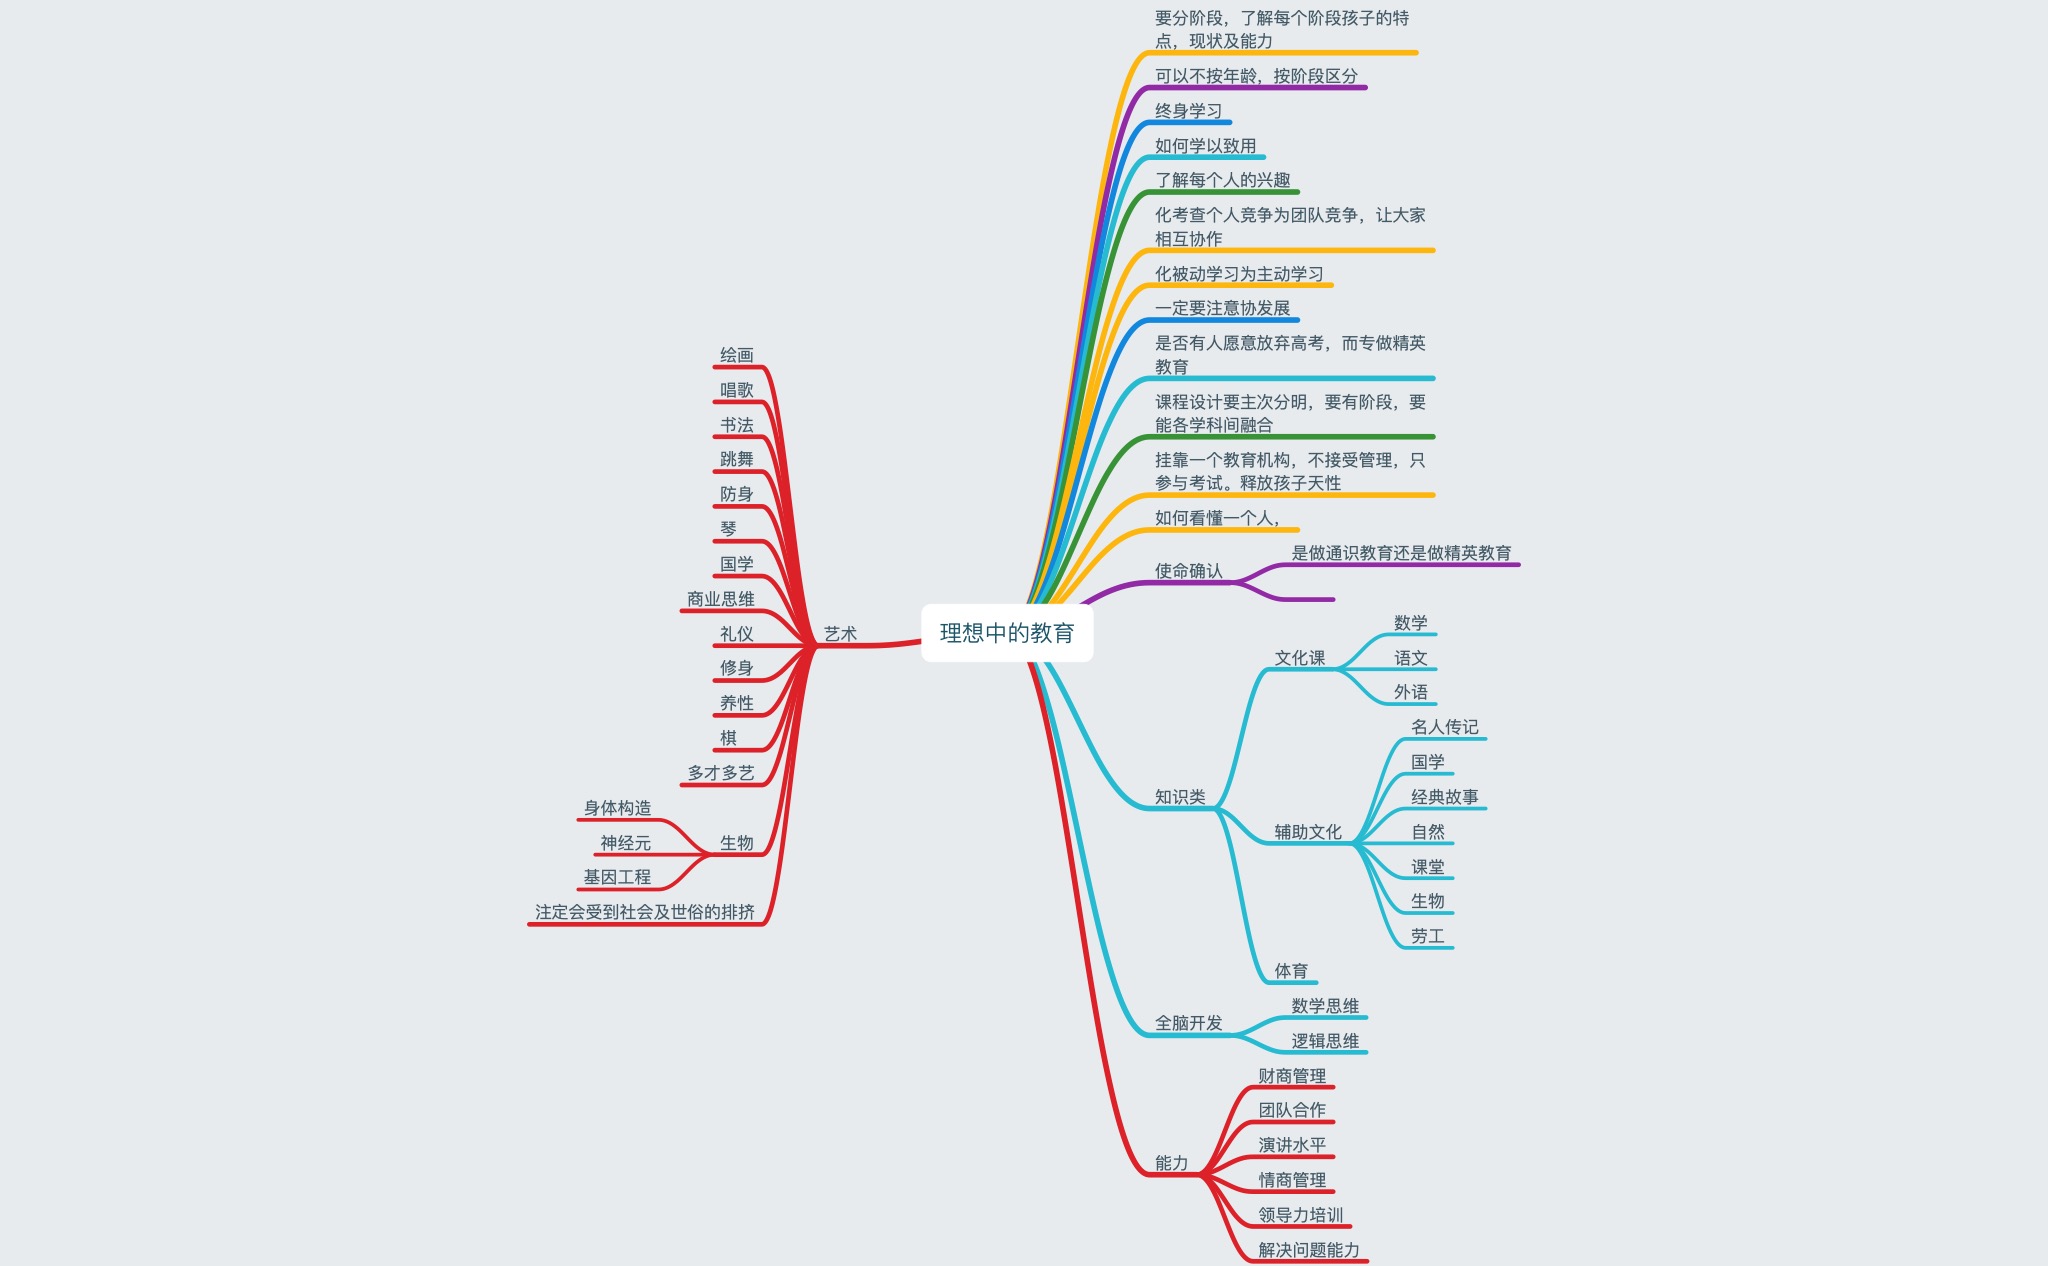 理想中的教育
要分阶段，了解每个阶段孩子的特
点，现状及能力
可以不按年龄，按阶段区分
终身学习
如何学以致用
了解每个人的兴趣
化考查个人竞争为团队竞争，让大家
相互协作
化被动学习为主动学习
一定要注意协发展
是否有人愿意放弃高考，而专做精英
教育
课程设计要主次分明，要有阶段，要
能各学科间融合
挂靠一个教育机构，不接受管理，只
参与考试。释放孩子天性
如何看懂一个人，
使命确认
是做通识教育还是做精英教育
知识类
文化课
数学
语文
外语
辅助文化
名人传记
国学
经典故事
自然
课堂
生物
劳工
体育
全脑开发
数学思维
逻辑思维
能力
财商管理
团队合作
演讲水平
情商管理
领导力培训
解决问题能力
艺术
绘画
唱歌
书法
跳舞
防身
琴
国学
商业思维
礼仪
修身
养性
棋
多才多艺
生物
身体构造
神经元
基因工程
注定会受到社会及世俗的排挤